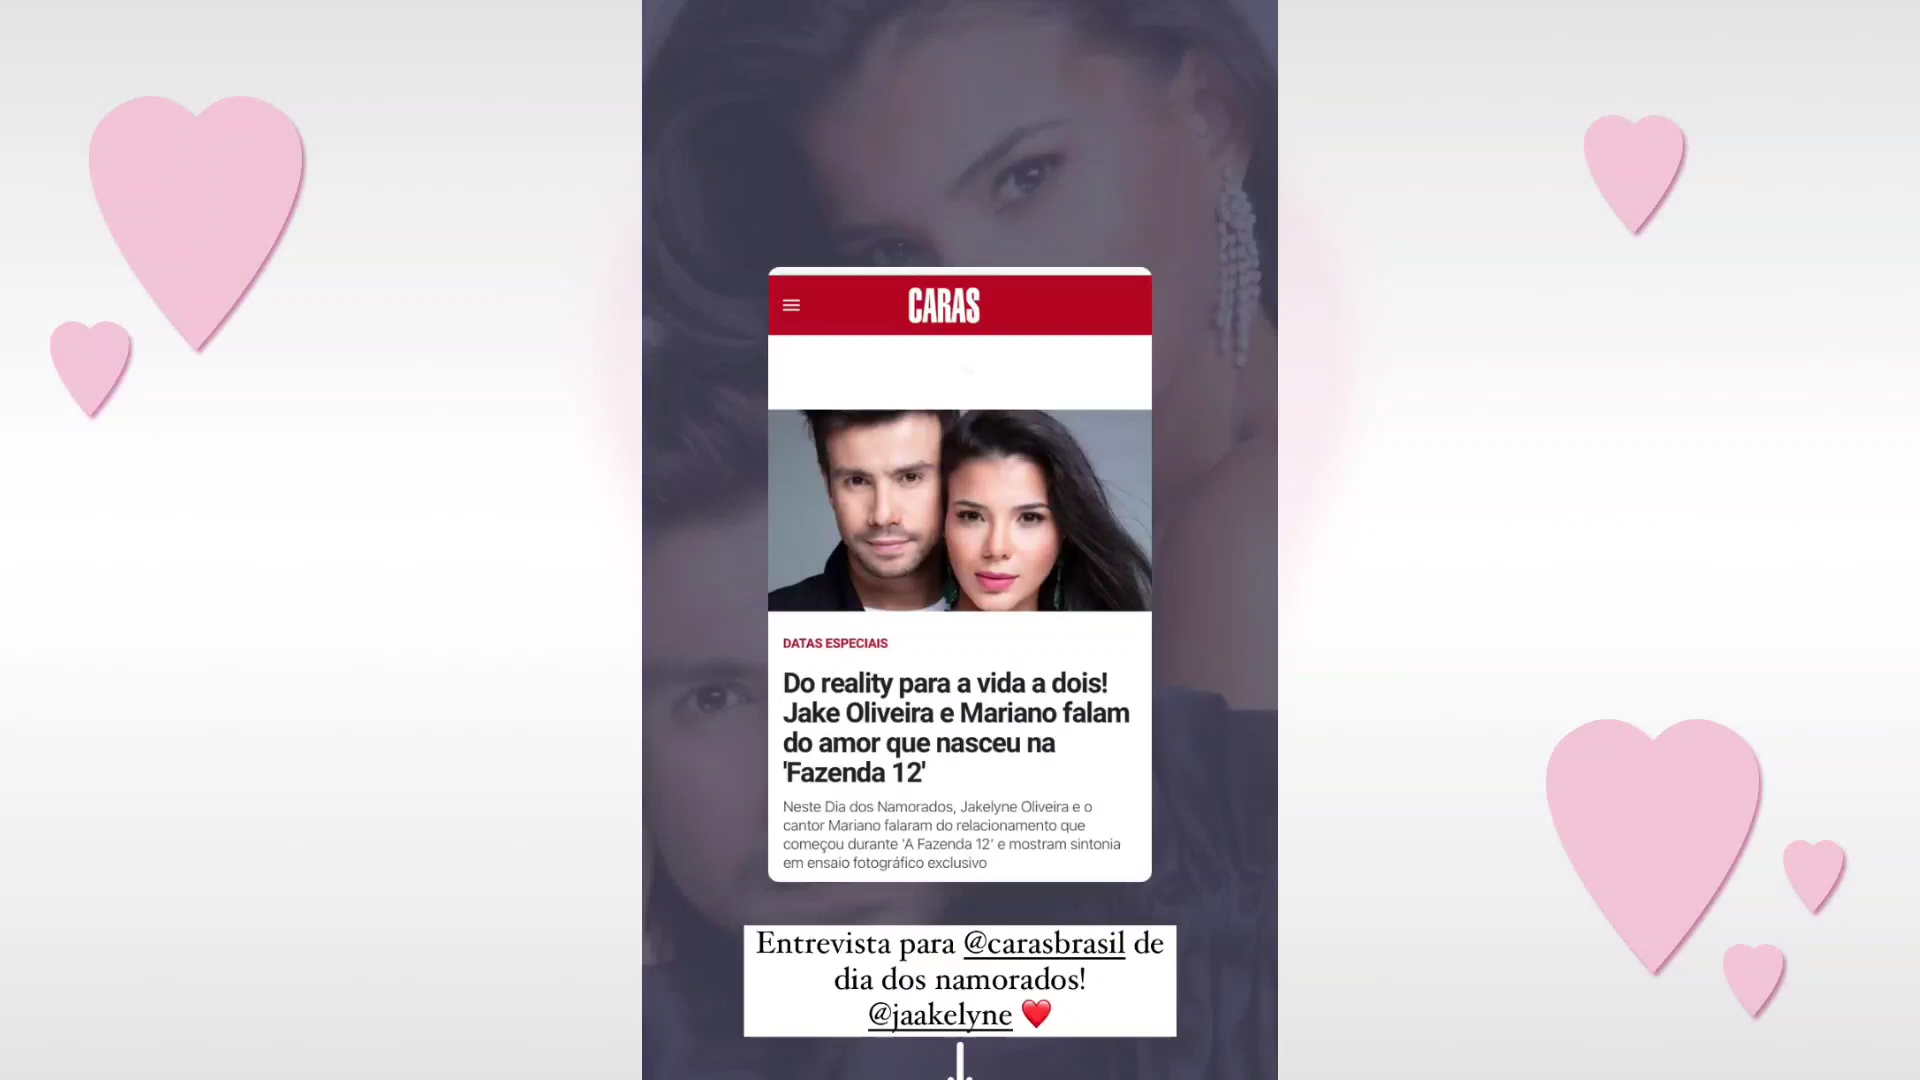 CARAS
DATAS ESPECIAIS
Do reality para a vida a dois!
Jake Oliveira e Mariano falam
do amor que nasceu na
'Fazenda 12'
Neste Dia dos Namorados, Jakelyne Oliveira e o
cantor Mariano falaram do relacionamento que
começou durante 'A Fazenda 12' e mostram sintonia
em ensaio fotográfico exclusivo
Entrevista para @carasbrasil de
dia dos namorados!
@jaakelyne ❤️